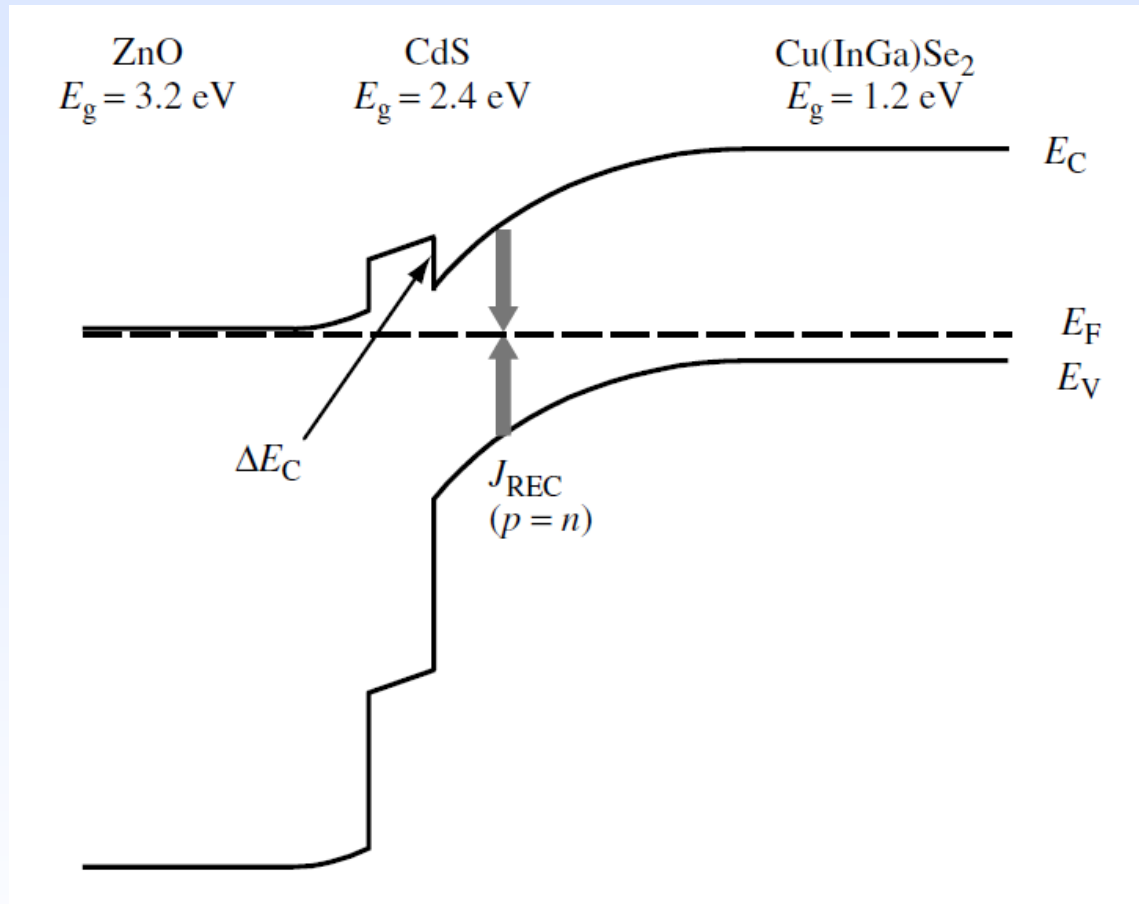 ZnO
E_g = 3.2 eV
CdS
E_g = 2.4 eV
Cu(InGa)Se₂
E_g = 1.2 eV
E_C
E_F
E_V
ΔE_C
J_REC
(p = n)